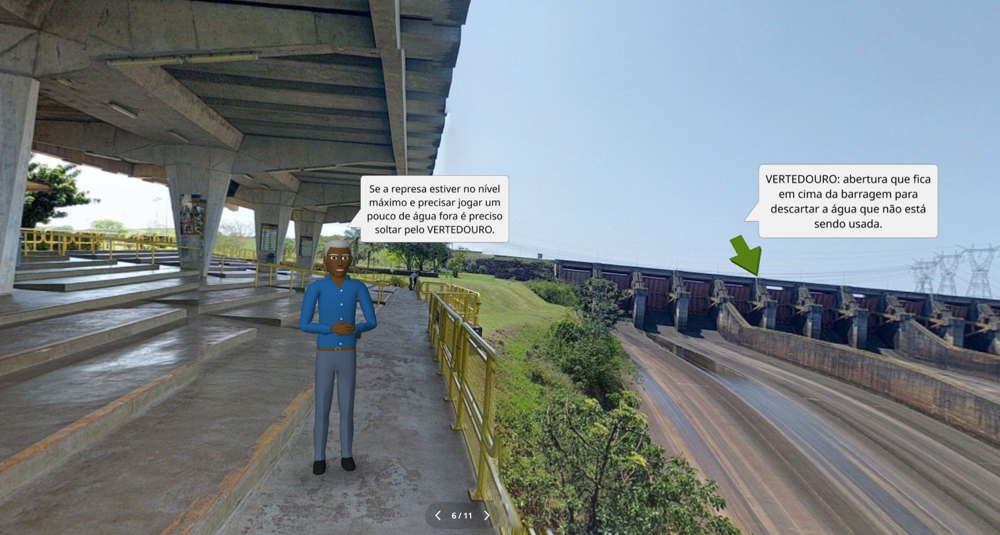 Se a represa estiver no nível
máximo e precisar jogar um
pouco de água fora é preciso
soltar pelo VERTEDOURO.
VERTEDOURO: abertura que fica
em cima da barragem para
descartar a água que não está
sendo usada.
6 / 11